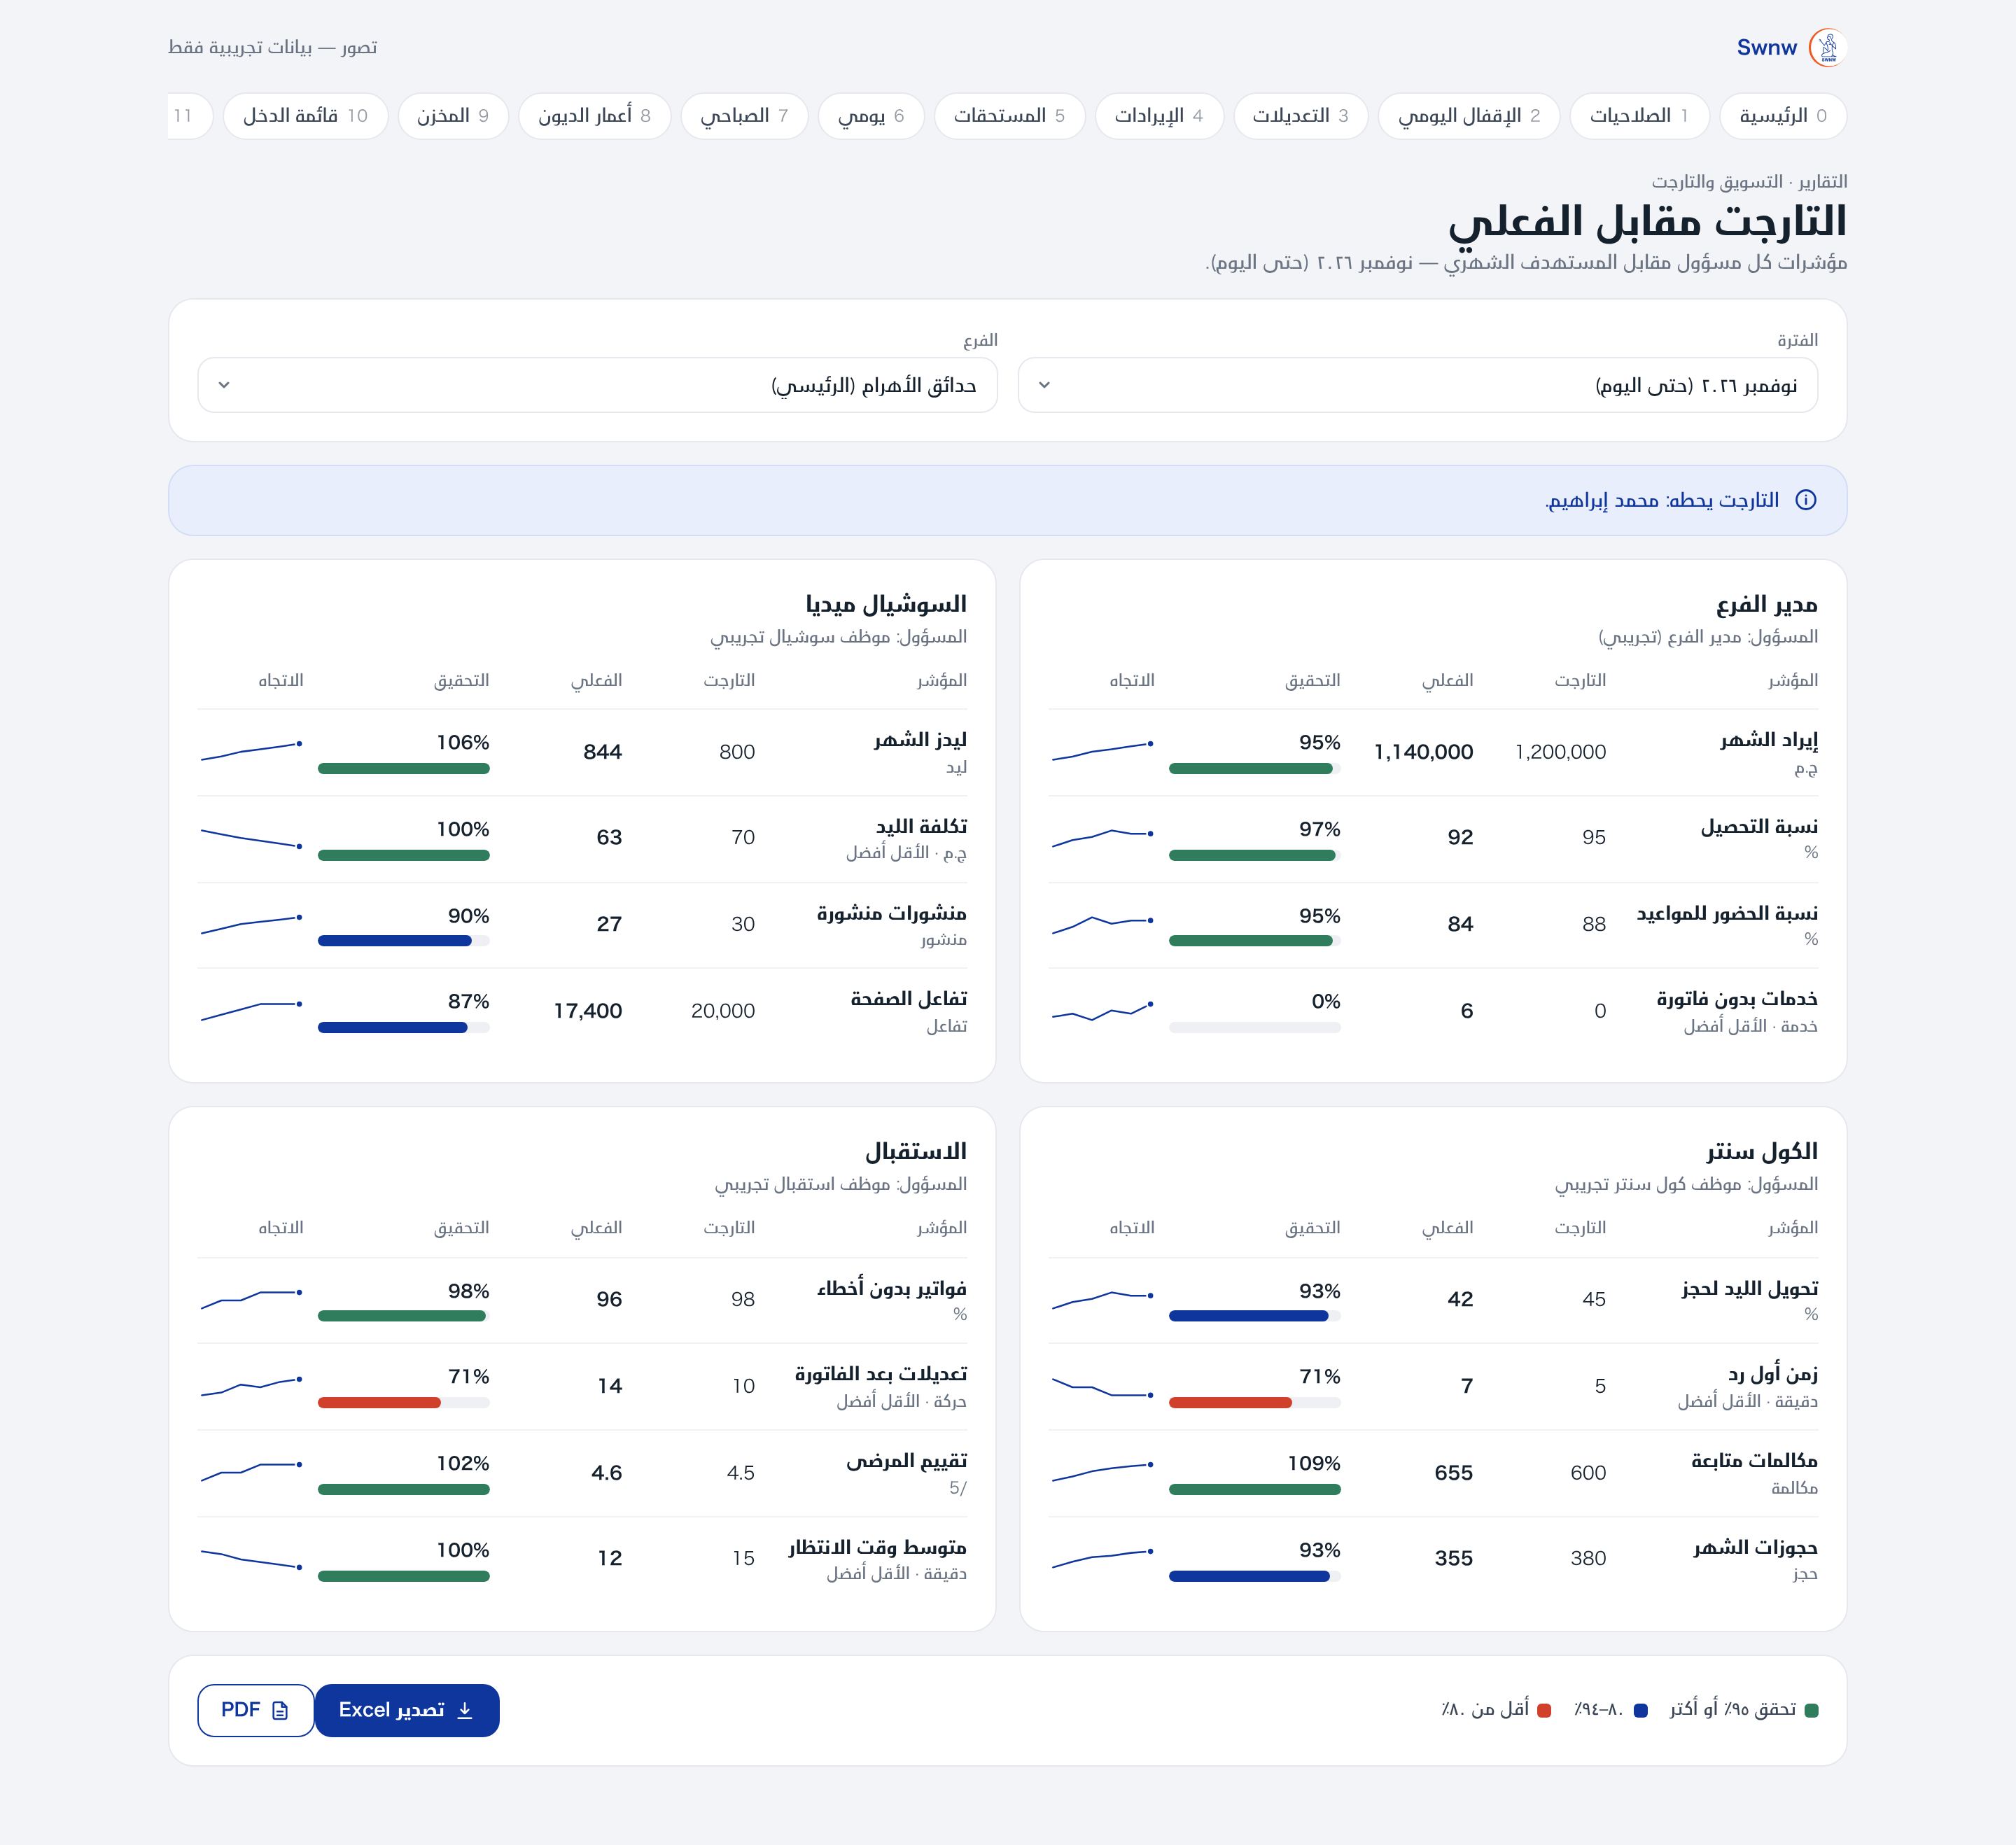 SWNW
Swnw
تصور — بيانات تجريبية فقط
0 الرئيسية
1 الصلاحيات
2 الإقفال اليومي
3 التعديلات
4 الإيرادات
5 المستحقات
6 يومي
7 الصباحي
8 أعمار الديون
9 المخزن
10 قائمة الدخل
11
التقارير · التسويق والتارجت
التارجت مقابل الفعلي
مؤشرات كل مسؤول مقابل المستهدف الشهري — نوفمبر ٢٠٢٦ (حتى اليوم).
الفترة
نوفمبر ٢٠٢٦ (حتى اليوم)
الفرع
حدائق الأهرام (الرئيسي)
التارجت يحطه: محمد إبراهيم.
مدير الفرع
المسؤول: مدير الفرع (تجريبي)
المؤشر التارجت الفعلي التحقيق الاتجاه
إيراد الشهر 1,200,000 1,140,000 95%
ج.م
نسبة التحصيل 95 92 97%
%
نسبة الحضور للمواعيد 88 84 95%
%
خدمات بدون فاتورة 0 6 0%
خدمة · الأقل أفضل
السوشيال ميديا
المسؤول: موظف سوشيال تجريبي
المؤشر التارجت الفعلي التحقيق الاتجاه
ليدز الشهر 800 844 106%
ليد
تكلفة الليد 70 63 100%
ج.م · الأقل أفضل
منشورات منشورة 30 27 90%
منشور
تفاعل الصفحة 20,000 17,400 87%
تفاعل
الكول سنتر
المسؤول: موظف كول سنتر تجريبي
المؤشر التارجت الفعلي التحقيق الاتجاه
تحويل الليد لحجز 45 42 93%
%
زمن أول رد 5 7 71%
دقيقة · الأقل أفضل
مكالمات متابعة 600 655 109%
مكالمة
حجوزات الشهر 380 355 93%
حجز
الاستقبال
المسؤول: موظف استقبال تجريبي
المؤشر التارجت الفعلي التحقيق الاتجاه
فواتير بدون أخطاء 98 96 98%
%
تعديلات بعد الفاتورة 10 14 71%
حركة · الأقل أفضل
تقييم المرضى 4.5 4.6 102%
/5
متوسط وقت الانتظار 15 12 100%
دقيقة · الأقل أفضل
تحقق ٩٥٪ أو أكثر
٨٠–٩٤٪
أقل من ٨٠٪
تصدير Excel
PDF